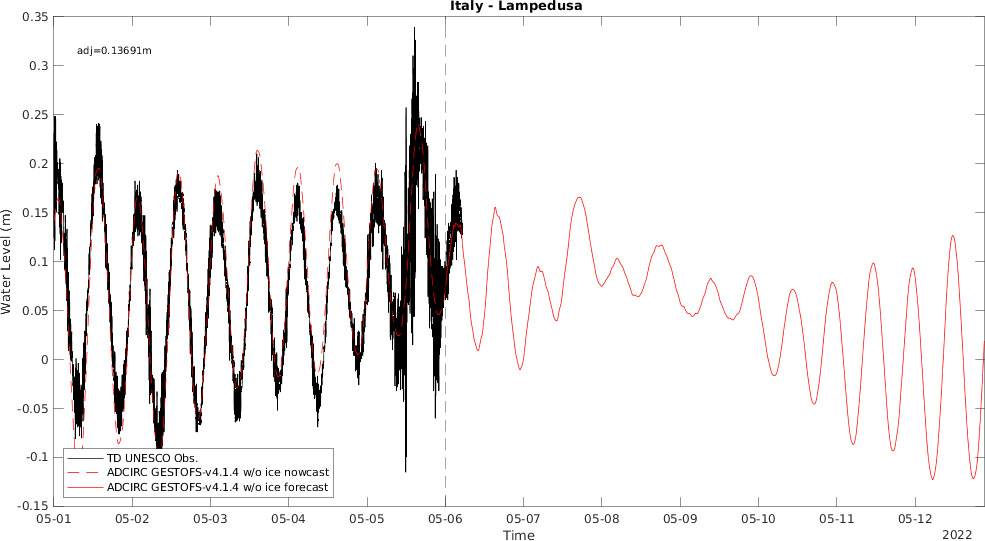 Italy - Lampedusa
adj=0.13691m
Water Level (m)
0.35
0.3
0.25
0.2
0.15
0.1
0.05
0
-0.05
-0.1
-0.15
TD UNESCO Obs.
ADCIRC GESTOFS-v4.1.4 w/o ice nowcast
ADCIRC GESTOFS-v4.1.4 w/o ice forecast
05-01 05-02 05-03 05-04 05-05 05-06 05-07 05-08 05-09 05-10 05-11 05-12
Time
2022